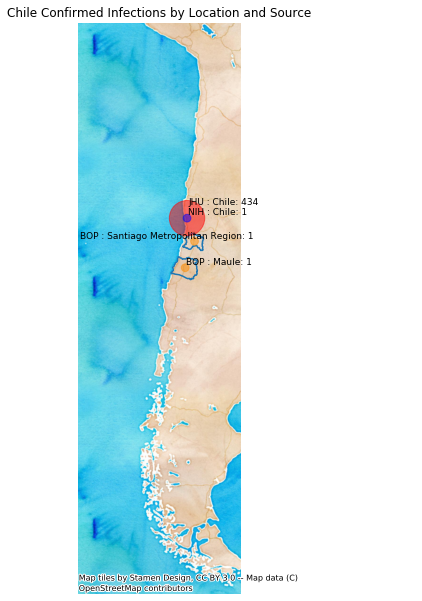 Chile Confirmed Infections by Location and Source
JHU : Chile: 434
NIH : Chile: 1
BOP : Santiago Metropolitan Region: 1
BOP : Maule: 1
Map tiles by Stamen Design, CC BY 3.0 -- Map data (C)
OpenStreetMap contributors